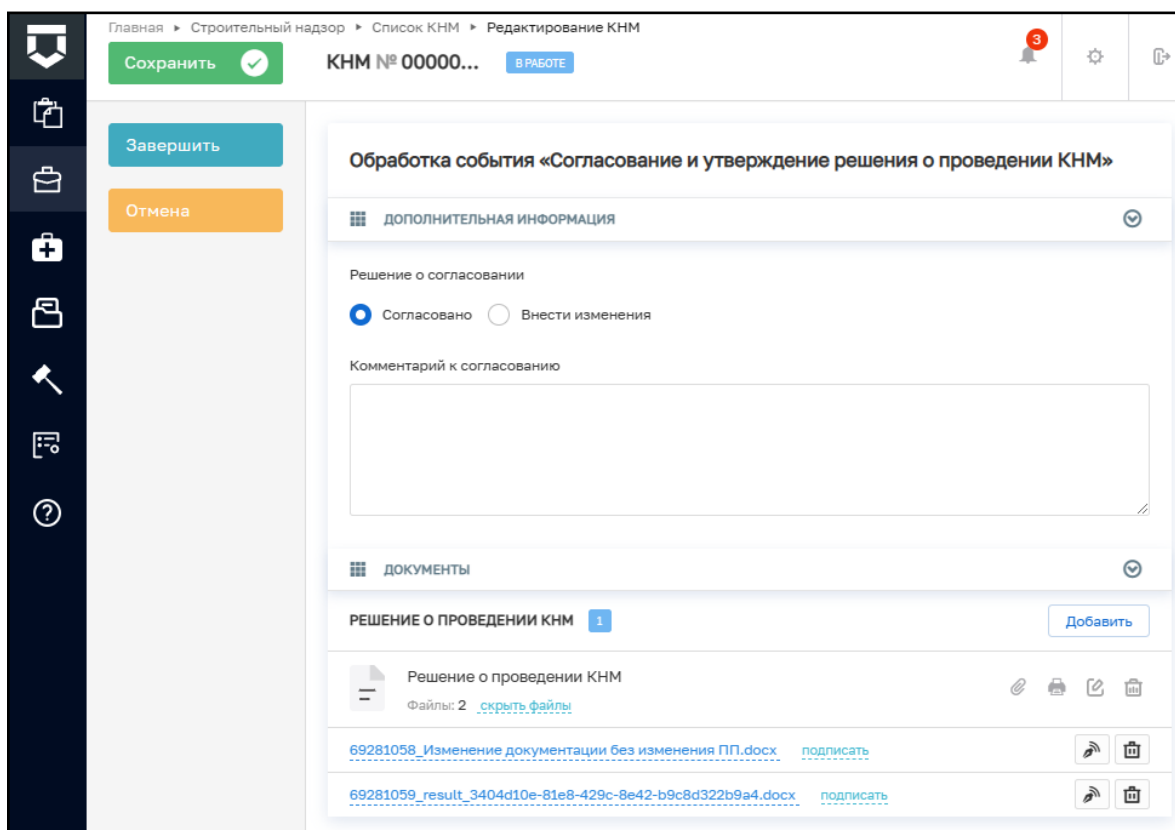 Главная ▸ Строительный надзор ▸ Список КНМ ▸ Редактирование КНМ
Сохранить
КНМ № 00000...
В РАБОТЕ
3
Завершить
Отмена
Обработка события «Согласование и утверждение решения о проведении КНМ»
ДОПОЛНИТЕЛЬНАЯ ИНФОРМАЦИЯ
Решение о согласовании
Согласовано Внести изменения
Комментарий к согласованию
ДОКУМЕНТЫ
РЕШЕНИЕ О ПРОВЕДЕНИИ КНМ 1 Добавить
Решение о проведении КНМ
Файлы: 2 скрыть файлы
69281058_Изменение документации без изменения ПП.docx подписать
69281059_result_3404d10e-81e8-429c-8e42-b9c8d322b9a4.docx подписать